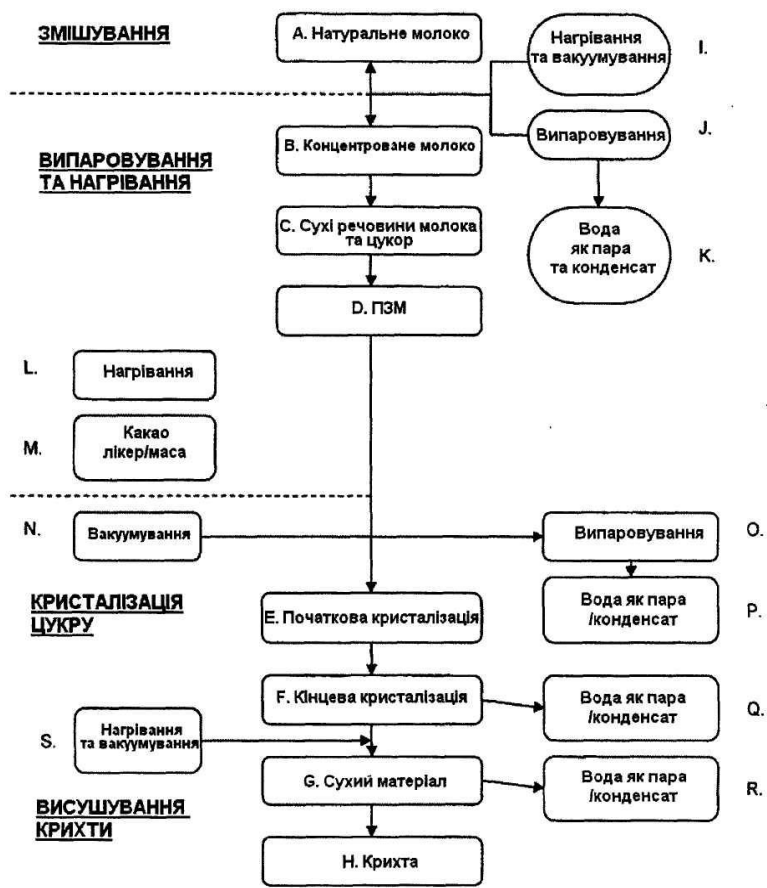 ЗМІШУВАННЯ
А. Натуральне молоко
Нагрівання
та вакуумування
I.
J.
Випаровування
ВИПАРОВУВАННЯ
ТА НАГРІВАННЯ
В. Концентроване молоко
С. Сухі речовини молока
та цукор
Вода
як пара
та конденсат
K.
D. ПЗМ
L.
Нагрівання
M.
Какао
лікер/маса
N.
Вакуумування
Випаровування
O.
КРИСТАЛІЗАЦІЯ
ЦУКРУ
Е. Початкова кристалізація
Вода як пара
/конденсат
P.
F. Кінцева кристалізація
Вода як пара
/конденсат
Q.
S.
Нагрівання
та вакуумування
G. Сухий матеріал
Вода як пара
/конденсат
R.
ВИСУШУВАННЯ
КРИХТИ
Н. Крихта